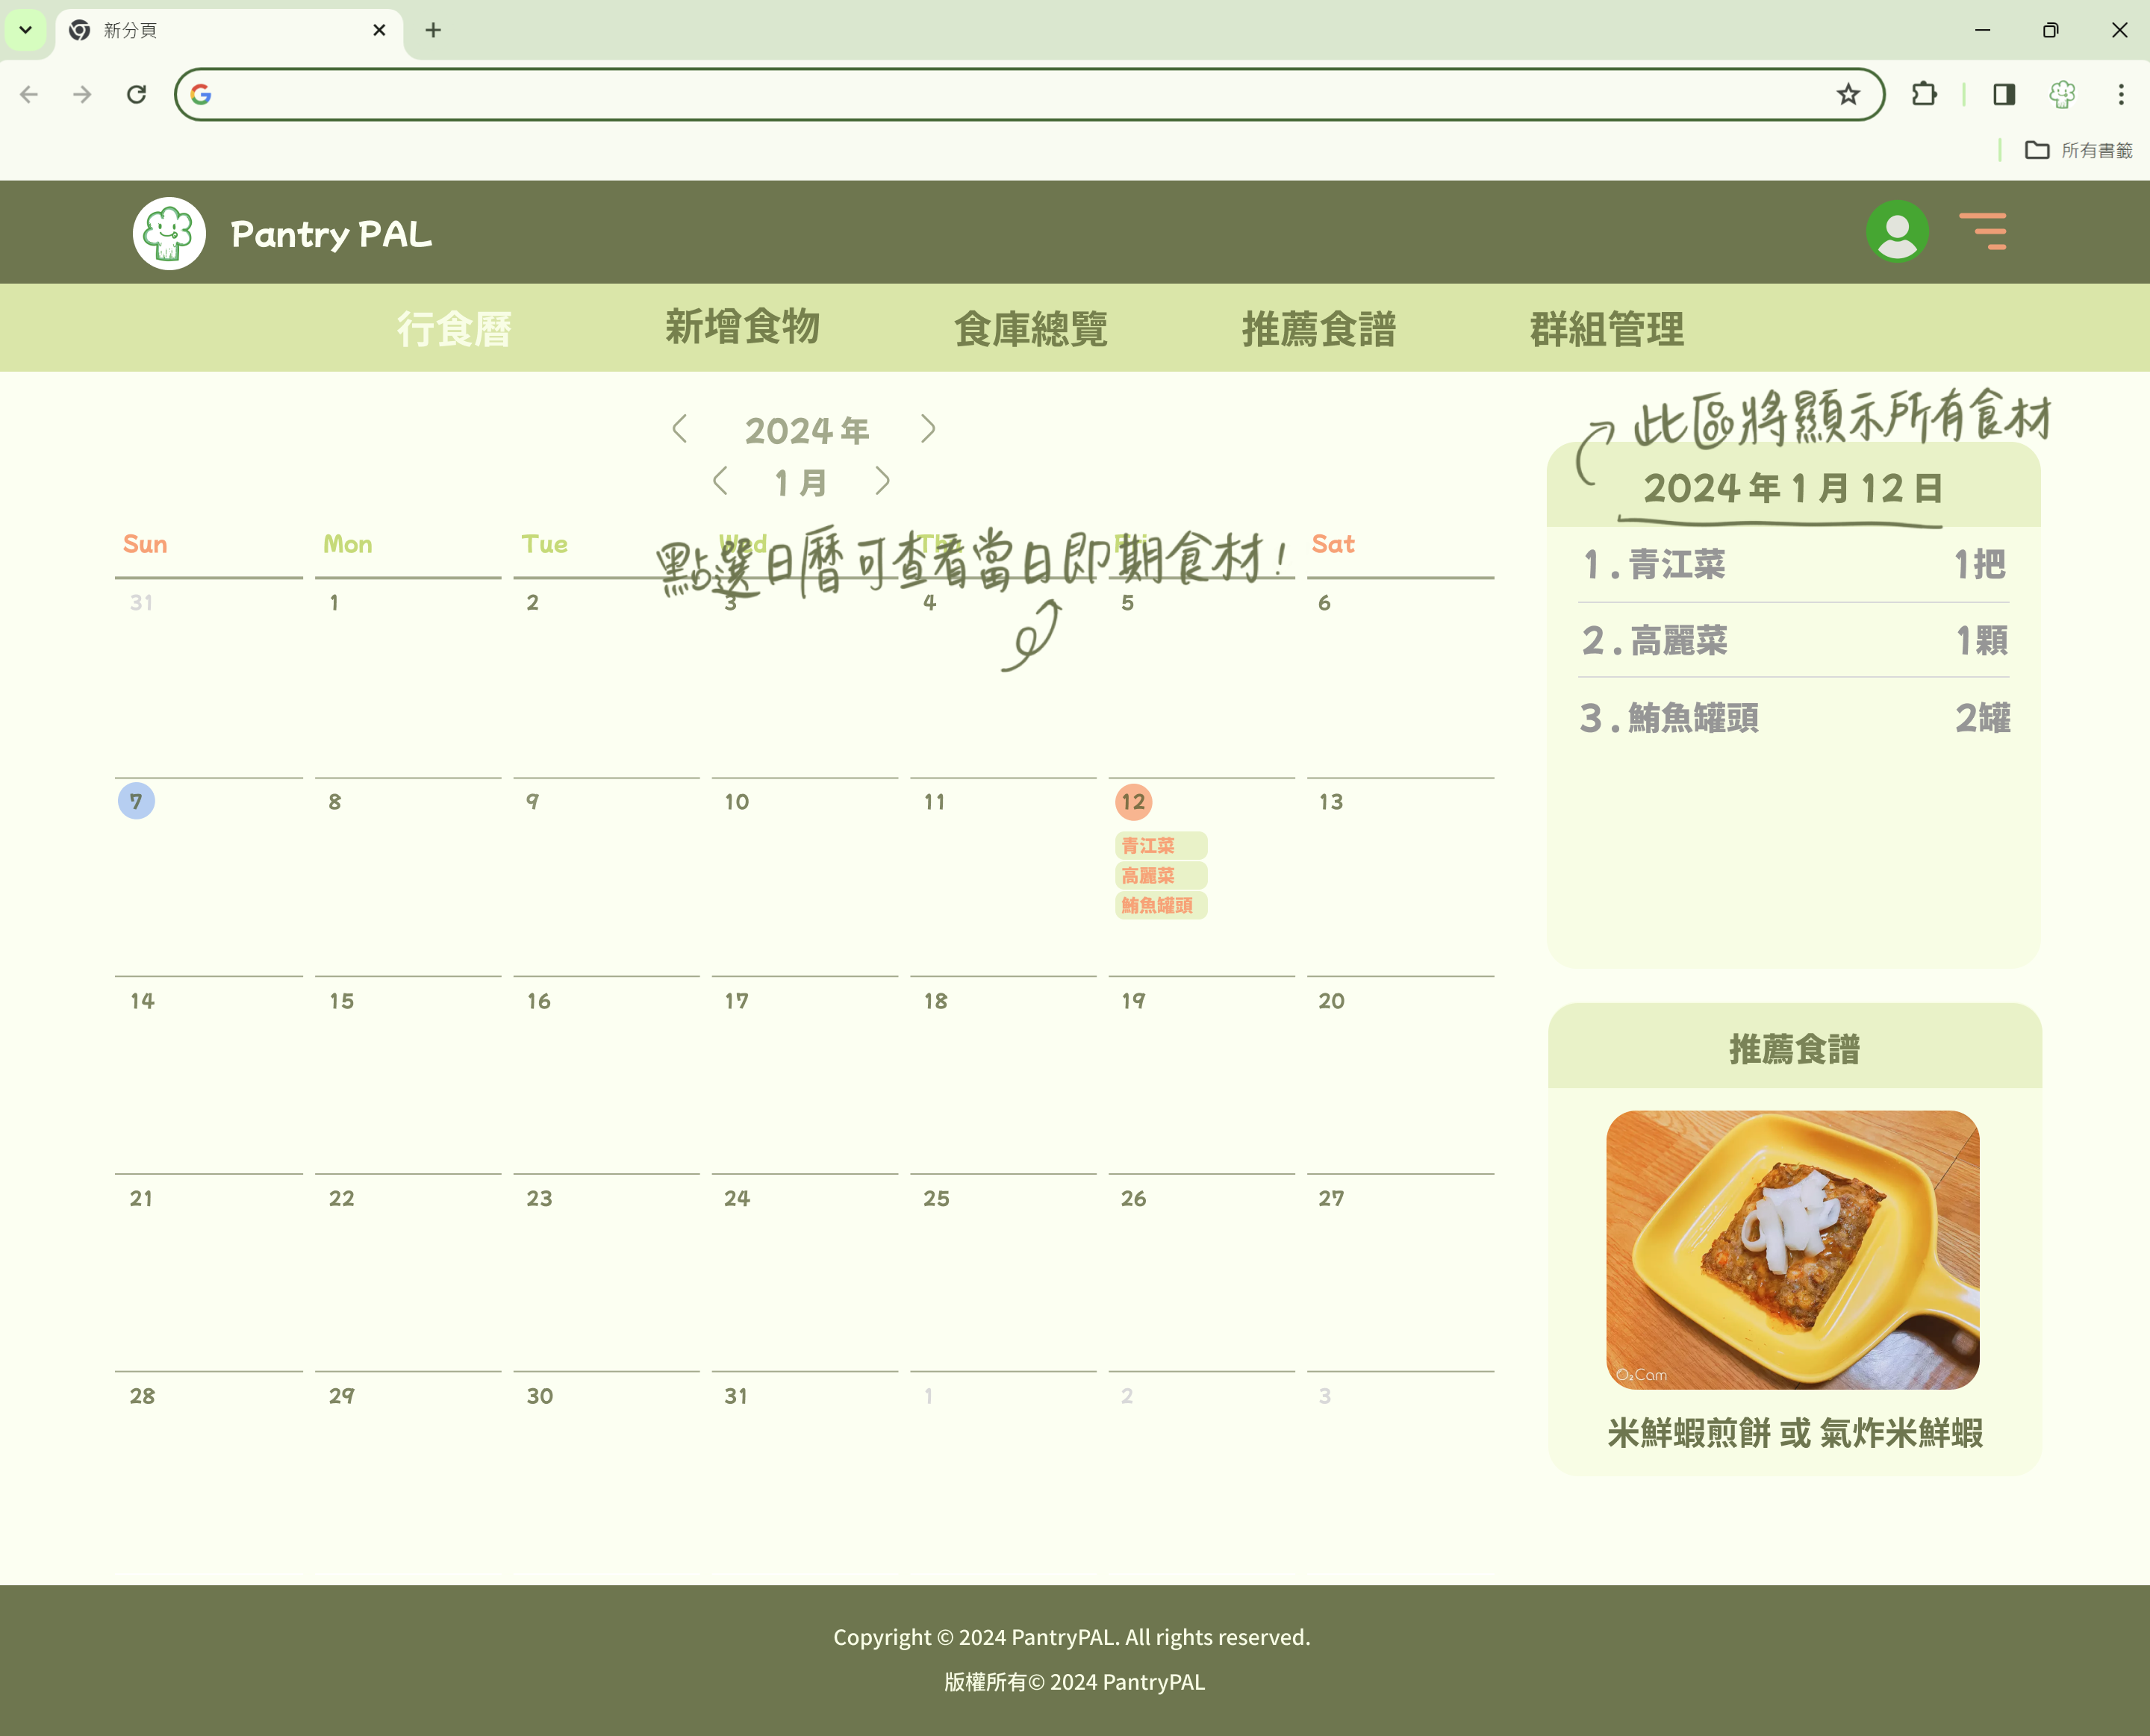 新分頁
所有書籤
Pantry PAL
行食曆 新增食物 食庫總覽 推薦食譜 群組管理
2024 年
1 月
點選日曆可查看當日即期食材！
Sun Mon Tue Wed Thu Fri Sat
31 1 2 3 4 5 6
7 8 9 10 11 12 13
青江菜
高麗菜
鮪魚罐頭
14 15 16 17 18 19 20
21 22 23 24 25 26 27
28 29 30 31 1 2 3
此區將顯示所有食材
2024 年 1 月 12 日
1.青江菜 1把
2.高麗菜 1顆
3.鮪魚罐頭 2罐
推薦食譜
O₂Cam
米鮮蝦煎餅 或 氣炸米鮮蝦
Copyright © 2024 PantryPAL. All rights reserved.
版權所有© 2024 PantryPAL